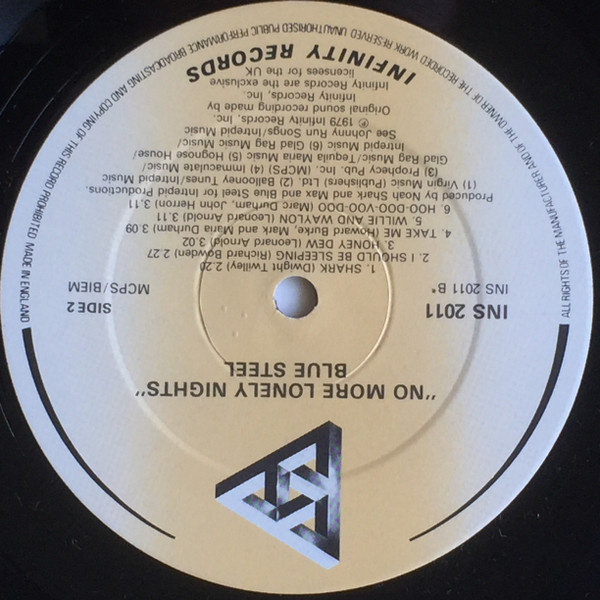 "NO MORE LONELY NIGHTS"
BLUE STEEL
INS 2011
INS 2011 B*
SIDE 2
MCPS/BIEM
1. SHARK (Dwight Twilley) 2.20
2. I SHOULD BE SLEEPING (Richard Bowden) 2.27
3. HONEY DEW (Leonard Arnold) 3.02
4. TAKE ME (Howard Burke, Mark and Mana Durham) 3.09
5. WILLIE AND WAYLON (Leonard Arnold) 3.11
6. HOO-DOO-VOO-DOO (Marc Durham, John Herron) 3.11
Produced by Noah Shark and Max and Blue Steel for Intrepid Productions.
(1) Virgin Music (Publishers) Ltd. (2) Ballooney Tunes/Intrepid Music
(3) Prophecy Pub. Inc. (MCPS) (4) Immaculate Music/
Glad Rag Music/Tequila Maria Music (5) Hognose House/
Intrepid Music (6) Glad Rag Music/
See Johnny Run Songs/Intrepid Music
℗ 1979 Infinity Records, Inc.
Original sound recording made by
Infinity Records, Inc.
Infinity Records are the exclusive
licensees for the UK
INFINITY RECORDS
ALL RIGHTS OF THE MANUFACTURER AND OF THE OWNER OF THE RECORDED WORK RESERVED UNAUTHORISED PUBLIC PERFORMANCE BROADCASTING AND COPYING OF THIS RECORD PROHIBITED MADE IN ENGLAND